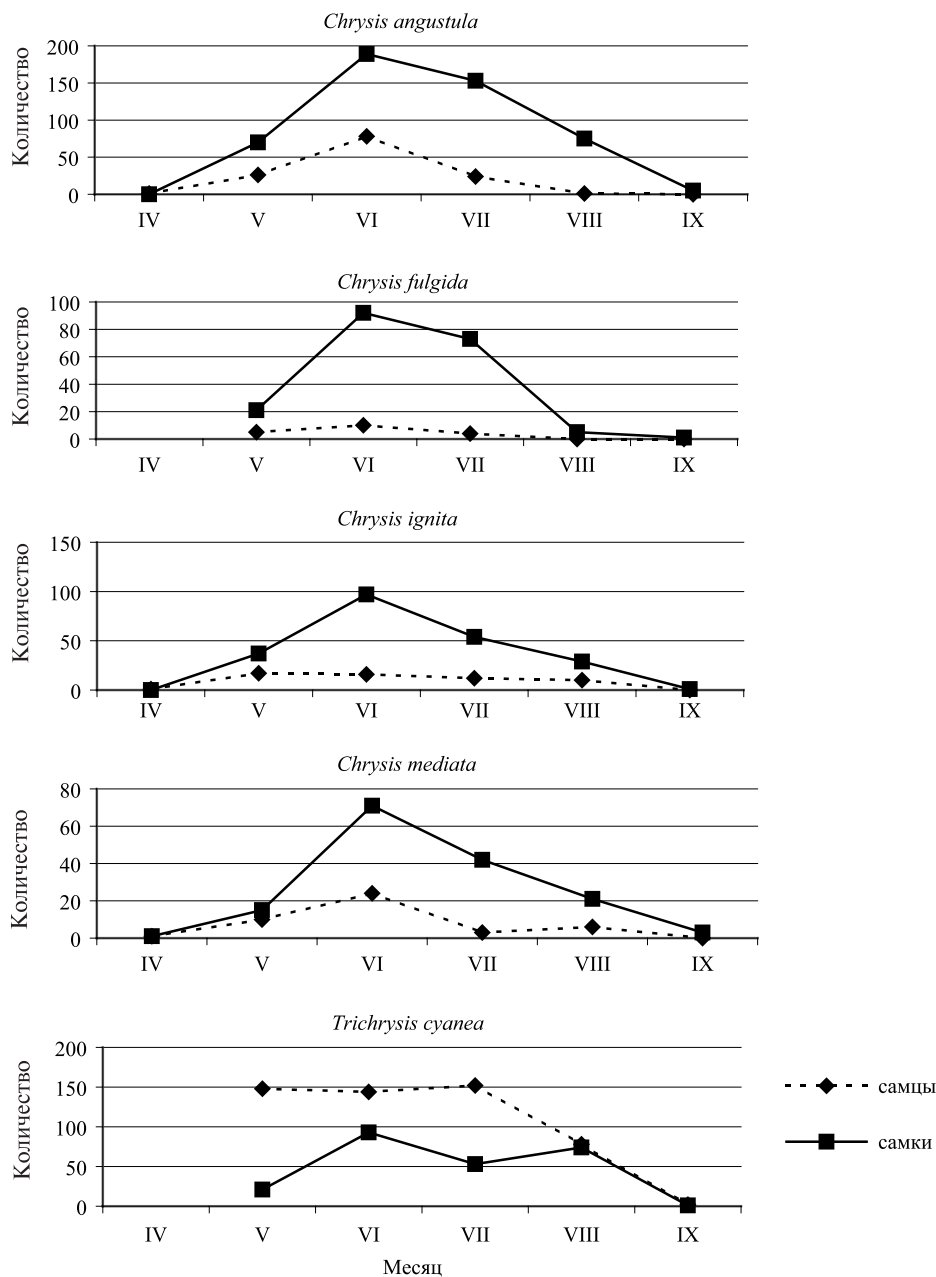 Chrysis angustula
Количество
200
150
100
50
0
IV V VI VII VIII IX
Chrysis fulgida
Количество
100
80
60
40
20
0
IV V VI VII VIII IX
Chrysis ignita
Количество
150
100
50
0
IV V VI VII VIII IX
Chrysis mediata
Количество
80
60
40
20
0
IV V VI VII VIII IX
Trichrysis cyanea
Количество
200
150
100
50
0
IV V VI VII VIII IX
Месяц
самцы
самки